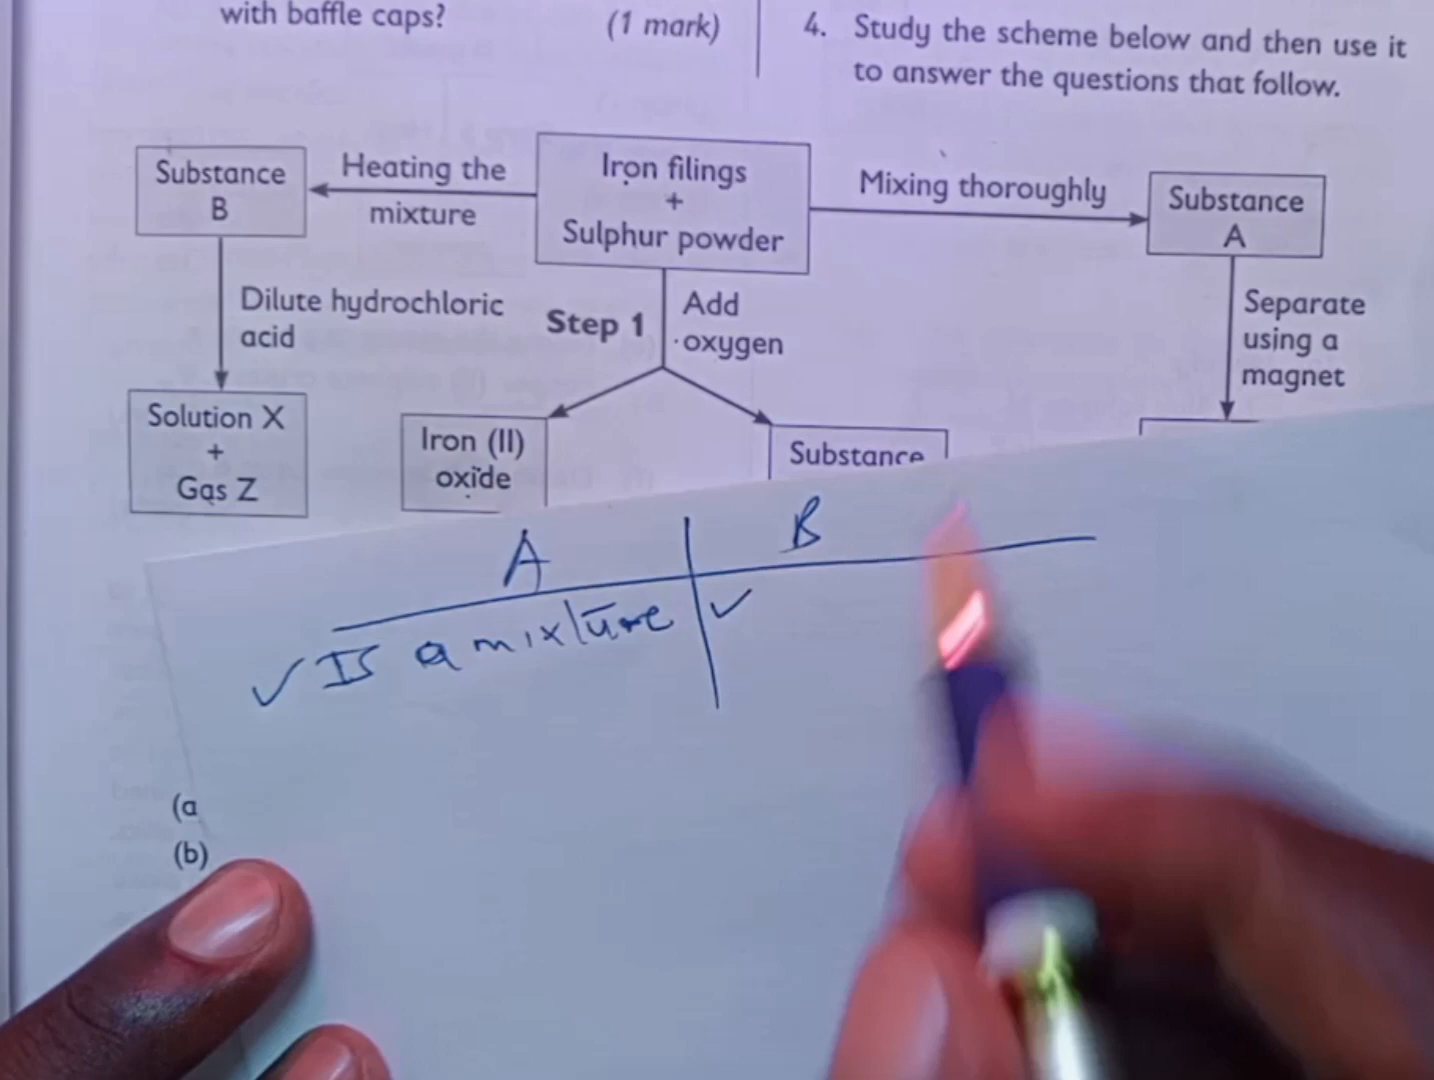 with baffle caps?
(1 mark)
4. Study the scheme below and then use it
to answer the questions that follow.
Substance
B
Heating the
mixture
Iron filings
+
Sulphur powder
Mixing thoroughly
Substance
A
Dilute hydrochloric
acid
Step 1
Add
oxygen
Separate
using a
magnet
Solution X
+
Gas Z
Iron (II)
oxide
Substance
A
B
✓ Is a mixture
✓
(a
(b)